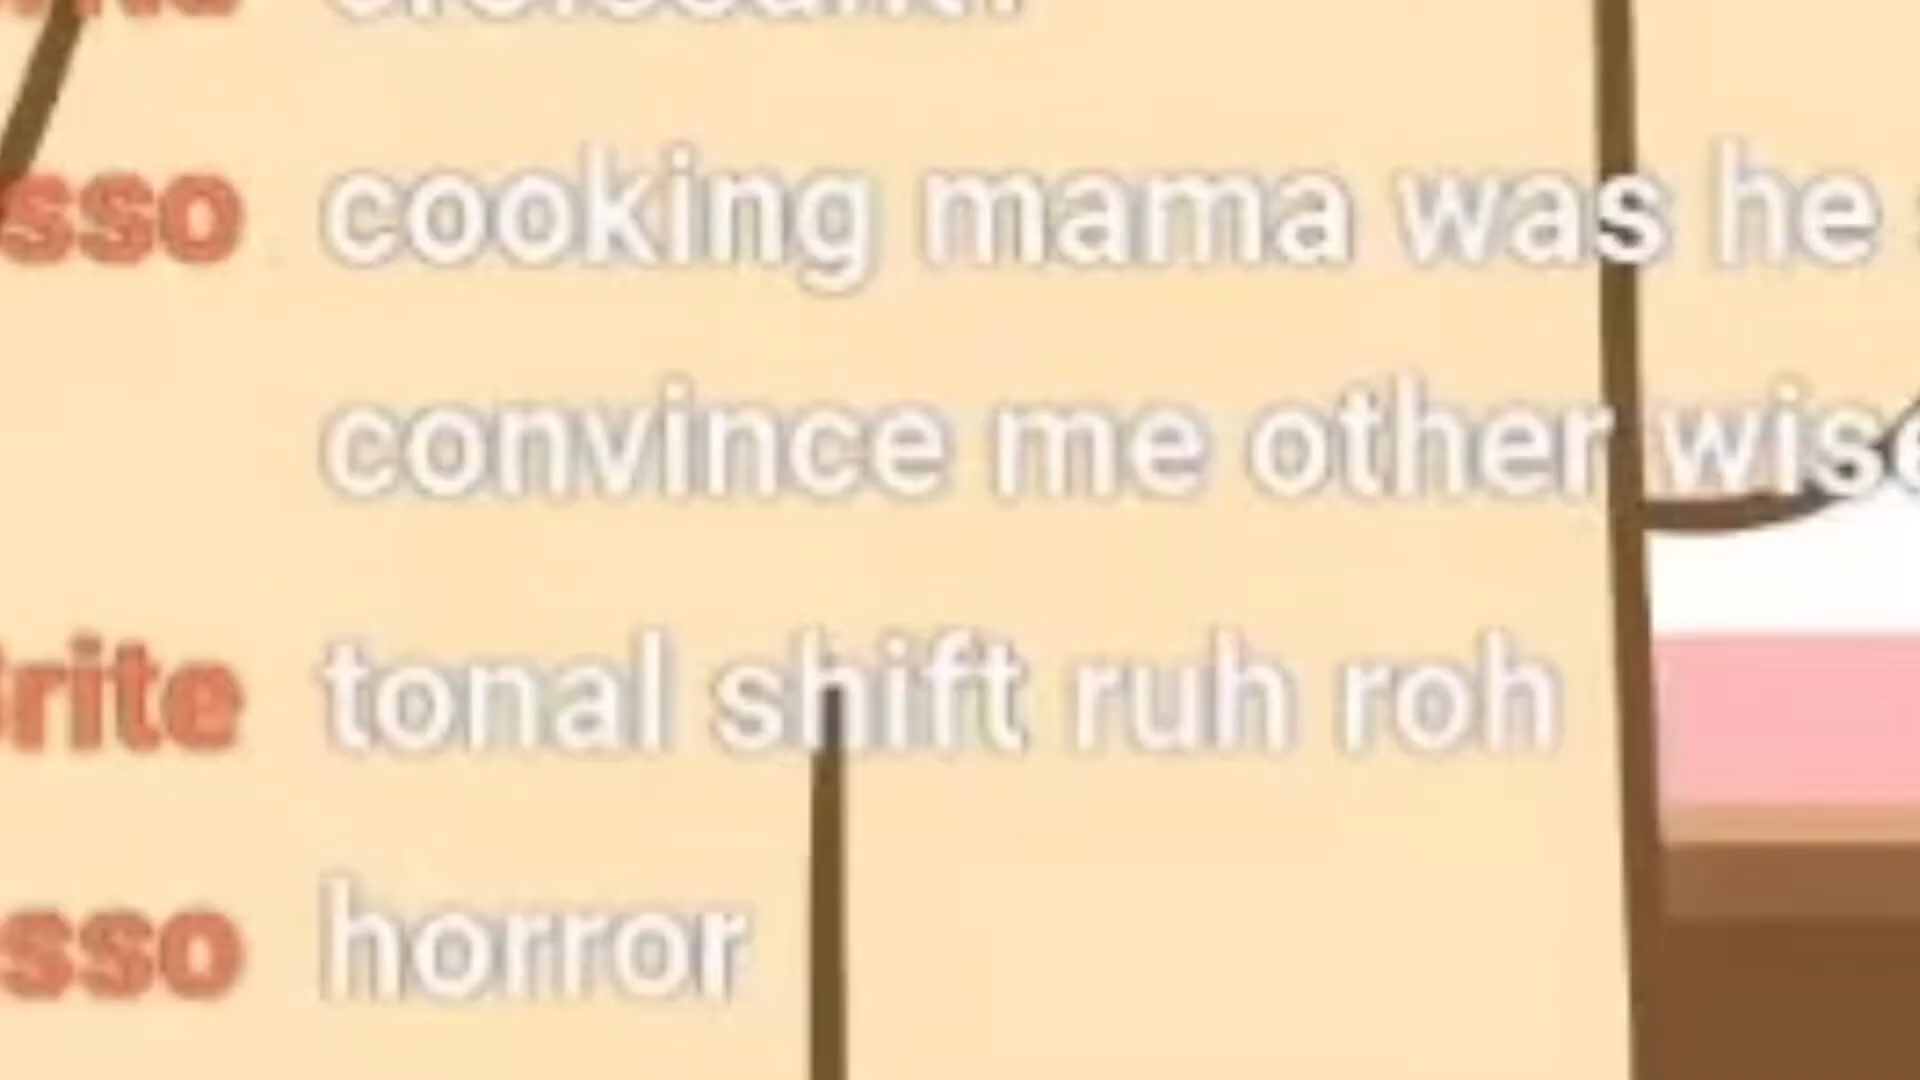 sso cooking mama was he
convince me other wise
rite tonal shift ruh roh
sso horror